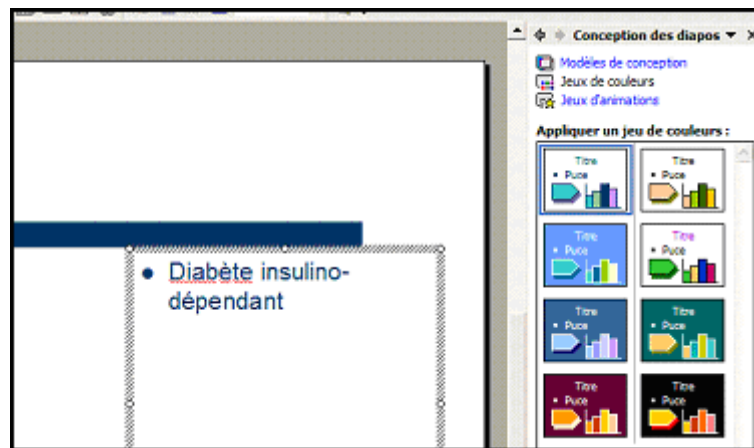 Conception des diapos
Modèles de conception
Jeux de couleurs
Jeux d'animations
Appliquer un jeu de couleurs :
Titre
• Puce
Titre
• Puce
Titre
• Puce
Titre
• Puce
Titre
• Puce
Titre
• Puce
Titre
• Puce
Titre
• Puce
• Diabète insulino-
dépendant